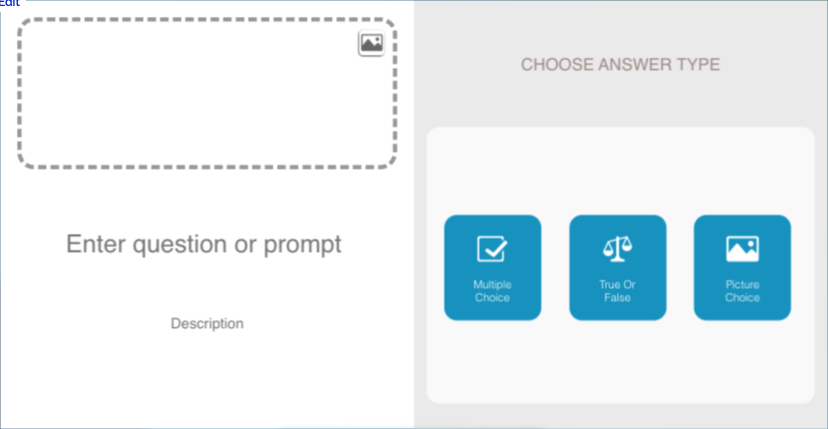 Edit
Enter question or prompt
Description
CHOOSE ANSWER TYPE
Multiple
Choice
True Or
False
Picture
Choice